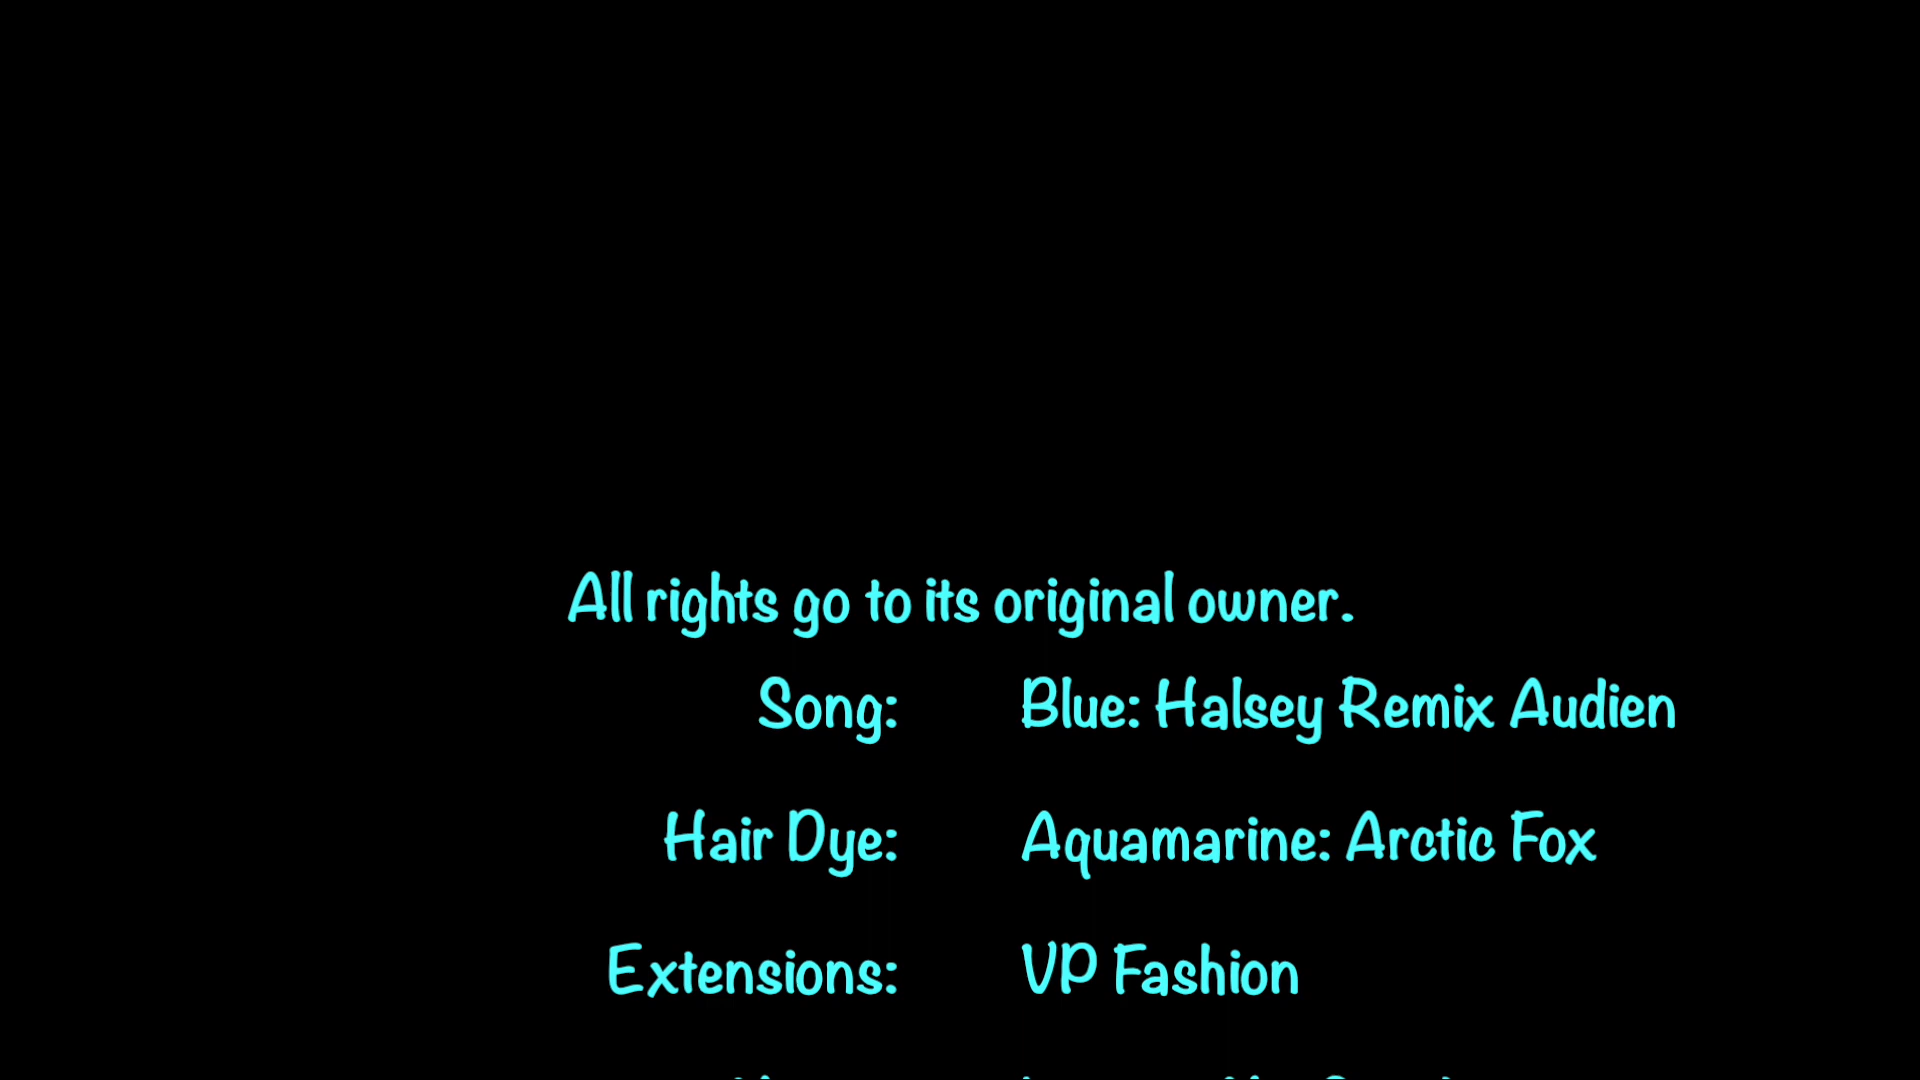 All rights go to its original owner.
Song: Blue: Halsey Remix Audien
Hair Dye: Aquamarine: Arctic Fox
Extensions: VP Fashion